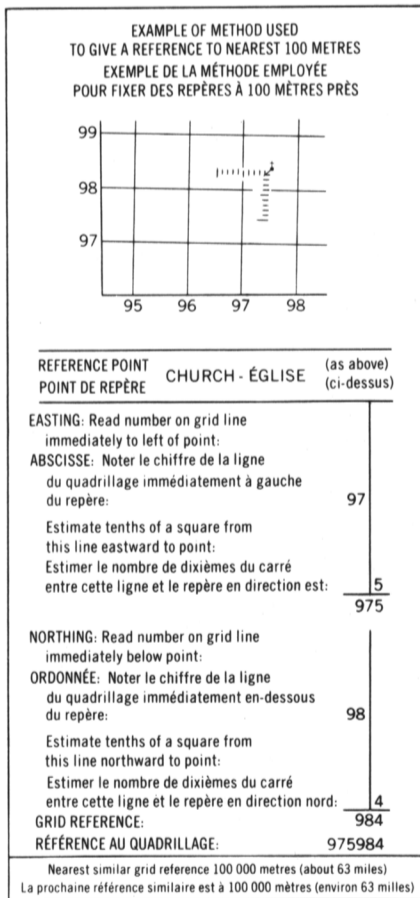 EXAMPLE OF METHOD USED
TO GIVE A REFERENCE TO NEAREST 100 METRES
EXEMPLE DE LA MÉTHODE EMPLOYÉE
POUR FIXER DES REPÈRES À 100 MÈTRES PRÈS
99
98
97
95 96 97 98
REFERENCE POINT
POINT DE REPÈRE
CHURCH - ÉGLISE
(as above)
(ci-dessus)
EASTING: Read number on grid line
immediately to left of point:
ABSCISSE: Noter le chiffre de la ligne
du quadrillage immédiatement à gauche
du repère: 97
Estimate tenths of a square from
this line eastward to point:
Estimer le nombre de dixièmes du carré
entre cette ligne et le repère en direction est: 5
975
NORTHING: Read number on grid line
immediately below point:
ORDONNÉE: Noter le chiffre de la ligne
du quadrillage immédiatement en-dessous
du repère: 98
Estimate tenths of a square from
this line northward to point:
Estimer le nombre de dixièmes du carré
entre cette ligne et le repère en direction nord: 4
GRID REFERENCE: 984
RÉFÉRENCE AU QUADRILLAGE: 975984
Nearest similar grid reference 100 000 metres (about 63 miles)
La prochaine référence similaire est à 100 000 mètres (environ 63 milles)